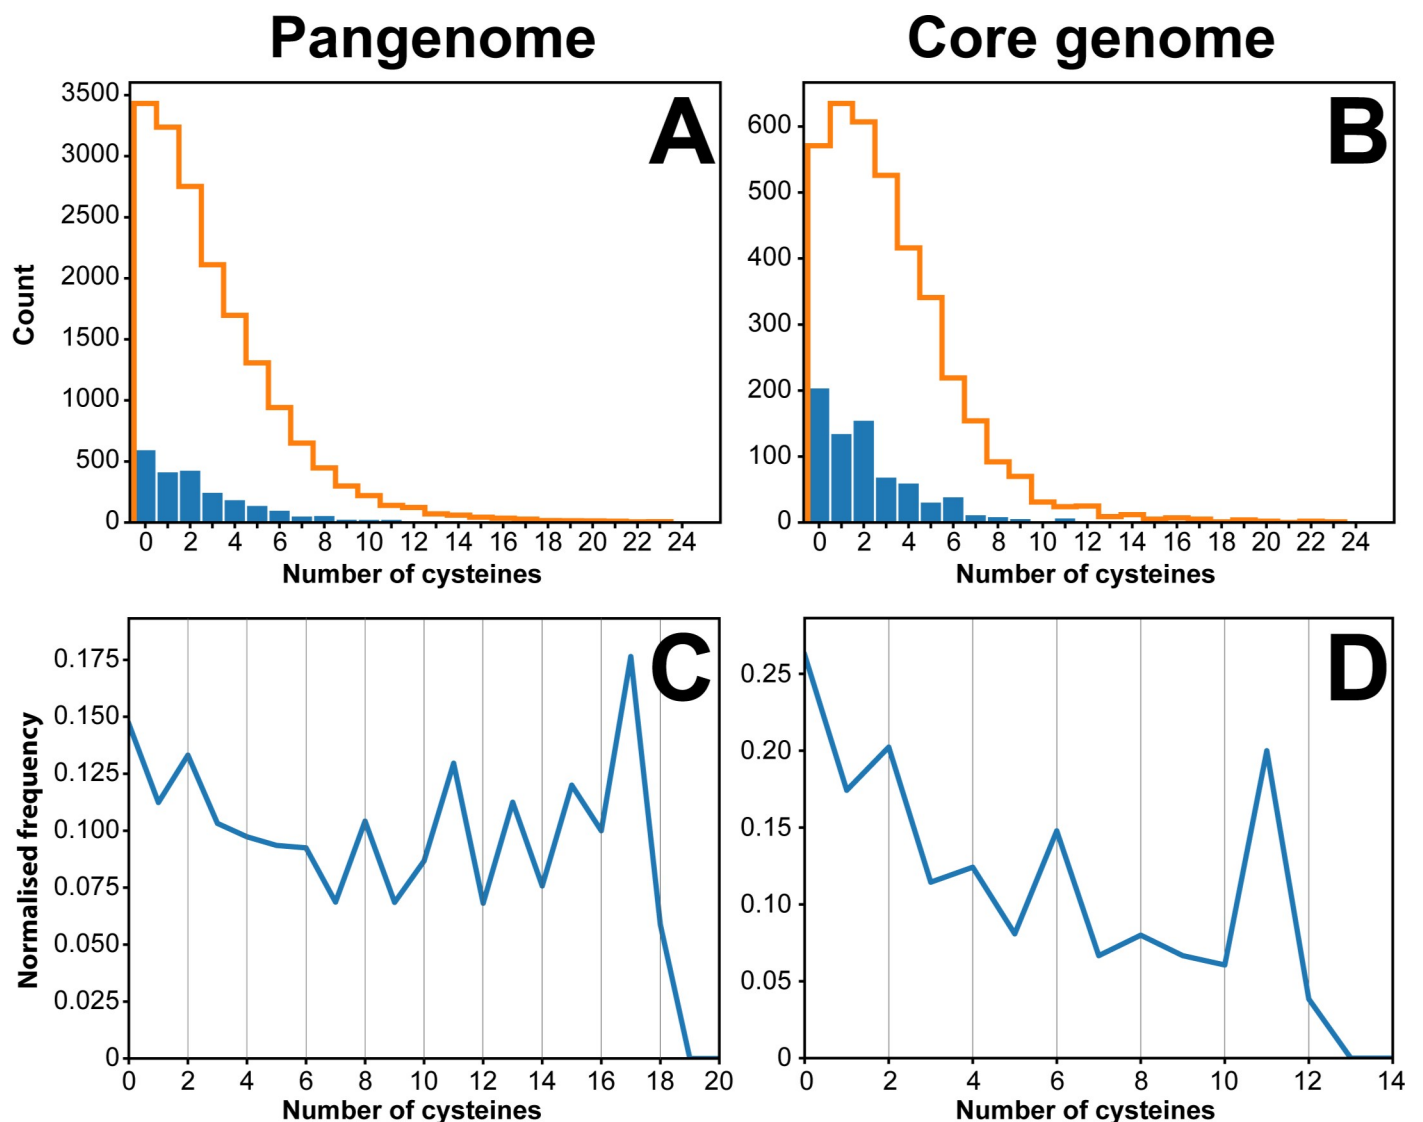 Pangenome
Core genome
A
3500
3000
2500
2000
1500
1000
500
0
Count
0 2 4 6 8 10 12 14 16 18 20 22 24
Number of cysteines
B
600
500
400
300
200
100
0
0 2 4 6 8 10 12 14 16 18 20 22 24
Number of cysteines
C
0.175
0.150
0.125
0.100
0.075
0.050
0.025
0
Normalised frequency
0 2 4 6 8 10 12 14 16 18 20
Number of cysteines
D
0.25
0.20
0.15
0.10
0.05
0
0 2 4 6 8 10 12 14
Number of cysteines